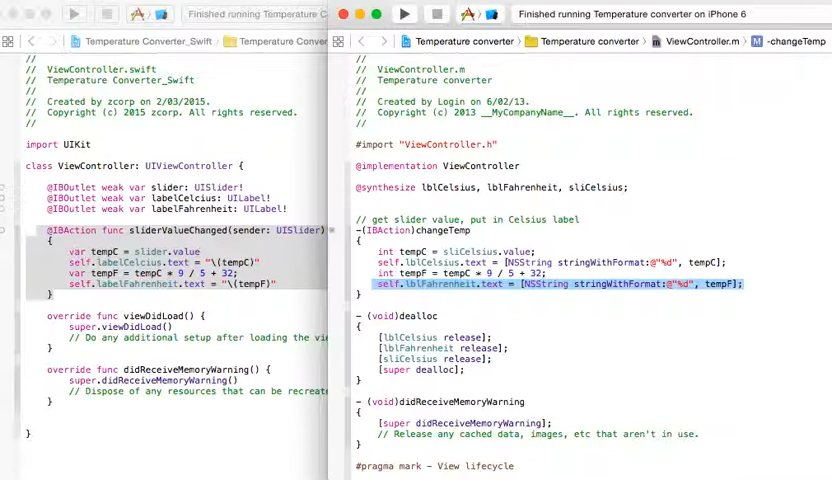 Finished running Temperature C
Temperature Converter_Swift
Temperature Con
//
// ViewController.swift
// Temperature Converter_Swift
//
// Created by zcorp on 2/03/2015.
// Copyright (c) 2015 zcorp. All rights reserved.
//
import UIKit
class ViewController: UIViewController {
@IBOutlet weak var slider: UISlider!
@IBOutlet weak var labelCelcius: UILabel!
@IBOutlet weak var labelFahrenheit: UILabel!
@IBAction func sliderValueChanged(sender: UISlider)
{
var tempC = slider.value
self.labelCelcius.text = "\(tempC)"
var tempF = tempC * 9 / 5 + 32;
self.labelFahrenheit.text = "\(tempF)"
}
override func viewDidLoad() {
super.viewDidLoad()
// Do any additional setup after loading the vi
}
override func didReceiveMemoryWarning() {
super.didReceiveMemoryWarning()
// Dispose of any resources that can be recreate
}
}
Finished running Temperature converter on iPhone 6
Temperature converter
Temperature converter
ViewController.m
M
-changeTemp
//
// ViewController.m
// Temperature converter
//
// Created by Login on 6/02/13.
// Copyright (c) 2013 __MyCompanyName__. All rights reserved.
//
#import "ViewController.h"
@implementation ViewController
@synthesize lblCelsius, lblFahrenheit, sliCelsius;
// get slider value, put in Celsius label
-(IBAction)changeTemp
{
int tempC = sliCelsius.value;
self.lblCelsius.text = [NSString stringWithFormat:@"%d", tempC];
int tempF = tempC * 9 / 5 + 32;
self.lblFahrenheit.text = [NSString stringWithFormat:@"%d", tempF];
}
- (void)dealloc
{
[lblCelsius release];
[lblFahrenheit release];
[sliCelsius release];
[super dealloc];
}
- (void)didReceiveMemoryWarning
{
[super didReceiveMemoryWarning];
// Release any cached data, images, etc that aren't in use.
}
#pragma mark - View lifecycle